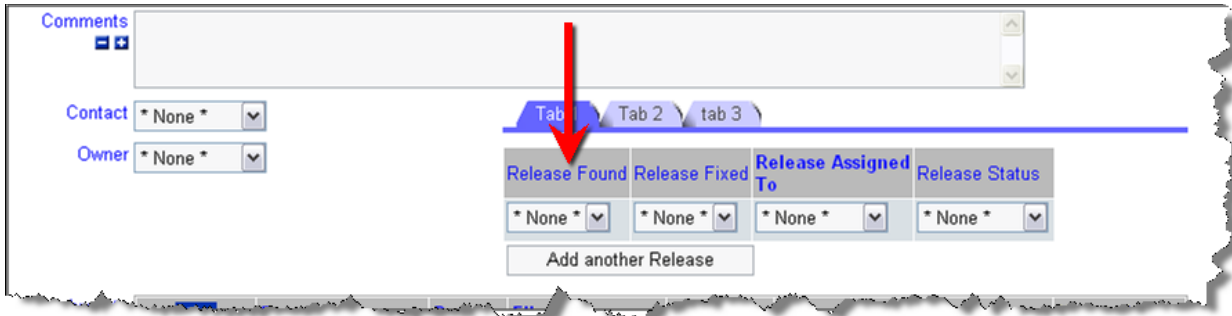 Comments
Contact * None *
Tab 1 Tab 2 tab 3
Owner * None *
Release Found Release Fixed Release Assigned To Release Status
* None * * None * * None * * None *
Add another Release